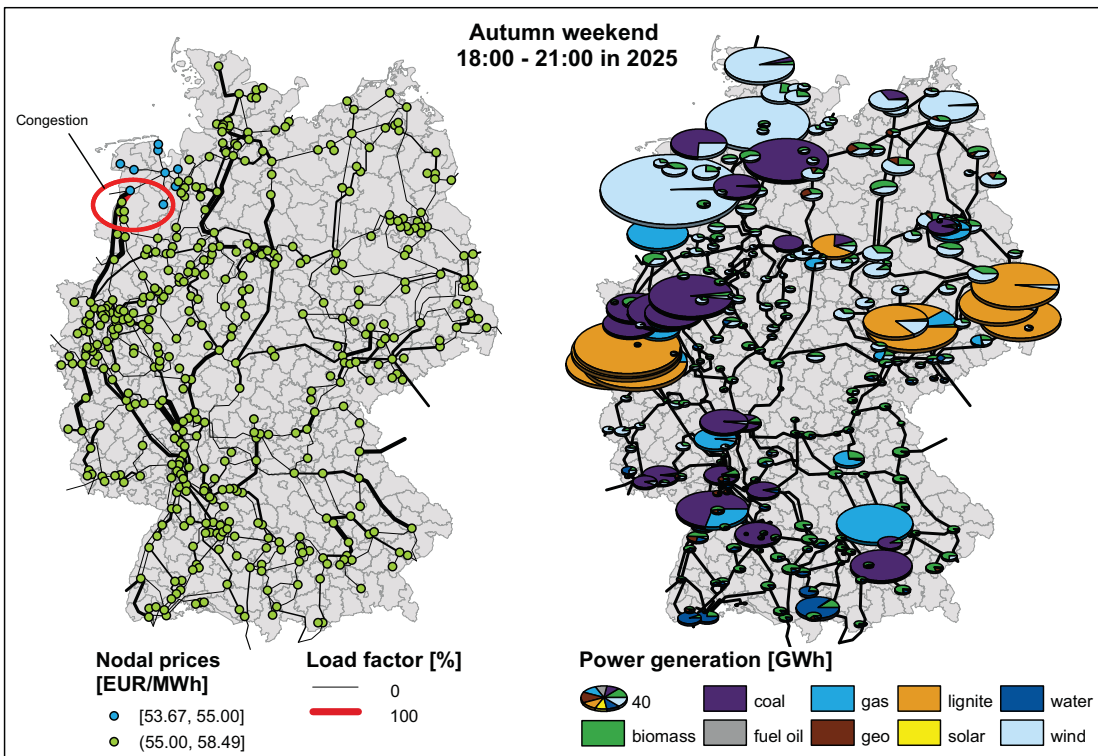 Autumn weekend
18:00 - 21:00 in 2025
Congestion
Nodal prices
[EUR/MWh]
[53.67, 55.00]
(55.00, 58.49]
Load factor [%]
0
100
Power generation [GWh]
40
coal
gas
lignite
water
biomass
fuel oil
geo
solar
wind